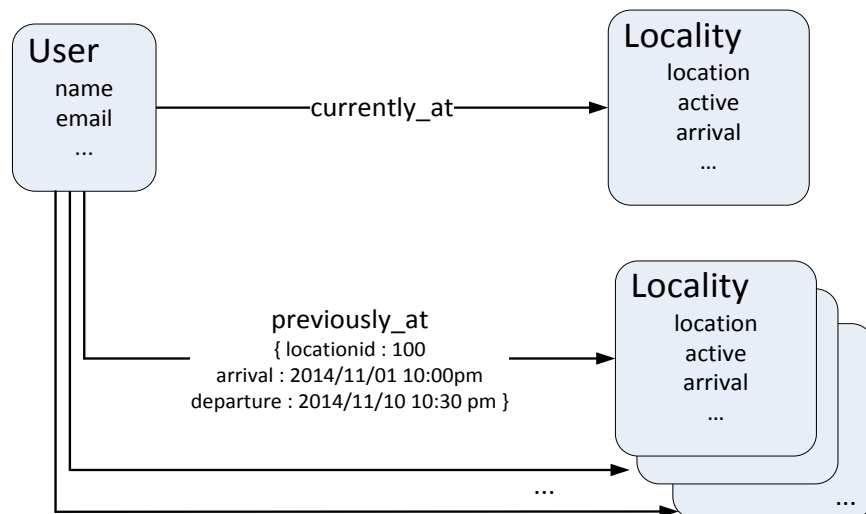 User
name
email
...
currently_at
Locality
location
active
arrival
...
previously_at
{ locationid : 100
arrival : 2014/11/01 10:00pm
departure : 2014/11/10 10:30 pm }
Locality
location
active
arrival
...
...
...